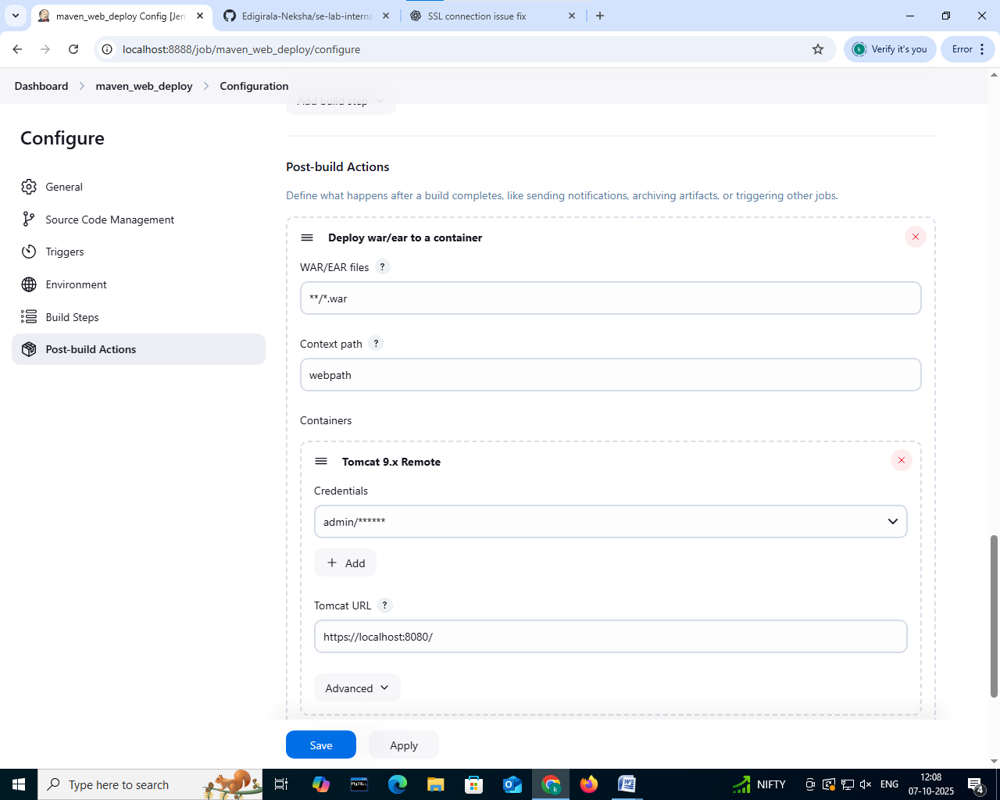 maven_web_deploy Config [Jen
Edigirala-Neksha/se-lab-interna
SSL connection issue fix
localhost:8888/job/maven_web_deploy/configure
Verify it's you
Error
Dashboard
maven_web_deploy
Configuration
Add build step
Configure
General
Source Code Management
Triggers
Environment
Build Steps
Post-build Actions
Post-build Actions
Define what happens after a build completes, like sending notifications, archiving artifacts, or triggering other jobs.
Deploy war/ear to a container
WAR/EAR files ?
**/*.war
Context path ?
webpath
Containers
Tomcat 9.x Remote
Credentials
admin/******
+ Add
Tomcat URL ?
https://localhost:8080/
Advanced
Save
Apply
Type here to search
MySQL
NIFTY
ENG
12:08
07-10-2025
4